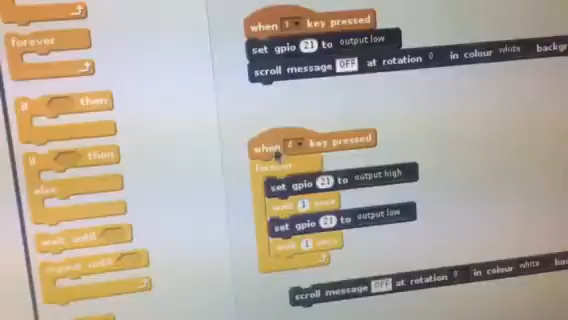 forever
if then
if then
else
wait until
repeat until
when key pressed
set gpio 21 to output low
scroll message OFF at rotation 0 in colour white backgr
when d key pressed
forever
set gpio 21 to output high
wait 1 secs
set gpio 21 to output low
wait 1 secs
scroll message OFF at rotation 0 in colour white